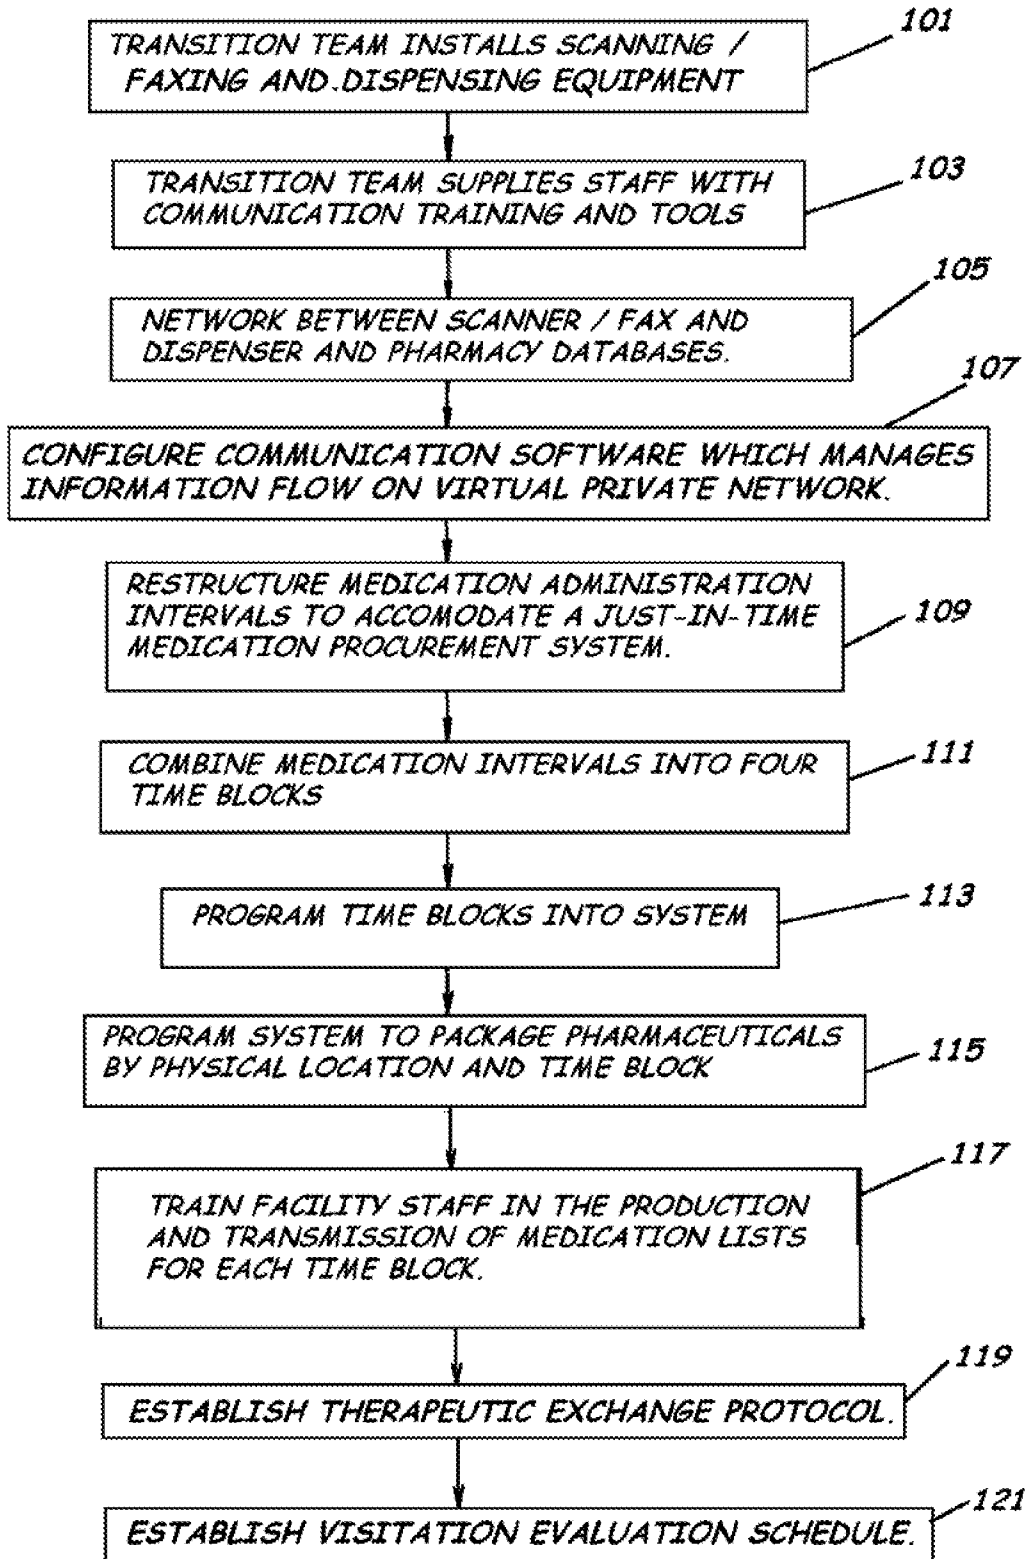 101
TRANSITION TEAM INSTALLS SCANNING /
FAXING AND.DISPENSING EQUIPMENT
103
TRANSITION TEAM SUPPLIES STAFF WITH
COMMUNICATION TRAINING AND TOOLS
105
NETWORK BETWEEN SCANNER / FAX AND
DISPENSER AND PHARMACY DATABASES.
107
CONFIGURE COMMUNICATION SOFTWARE WHICH MANAGES
INFORMATION FLOW ON VIRTUAL PRIVATE NETWORK.
RESTRUCTURE MEDICATION ADMINISTRATION
INTERVALS TO ACCOMODATE A JUST-IN-TIME
MEDICATION PROCUREMENT SYSTEM.
109
COMBINE MEDICATION INTERVALS INTO FOUR
TIME BLOCKS
111
PROGRAM TIME BLOCKS INTO SYSTEM
113
PROGRAM SYSTEM TO PACKAGE PHARMACEUTICALS
BY PHYSICAL LOCATION AND TIME BLOCK
115
117
TRAIN FACILITY STAFF IN THE PRODUCTION
AND TRANSMISSION OF MEDICATION LISTS
FOR EACH TIME BLOCK.
119
ESTABLISH THERAPEUTIC EXCHANGE PROTOCOL.
121
ESTABLISH VISITATION EVALUATION SCHEDULE.